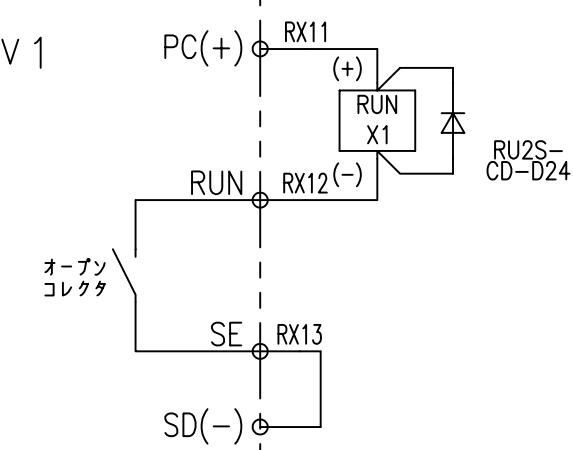 V 1
PC(+)
RX11
(+)
RUN
X1
RU2S-
CD-D24
RUN
RX12
(-)
オープン
コレクタ
SE
RX13
SD(-)